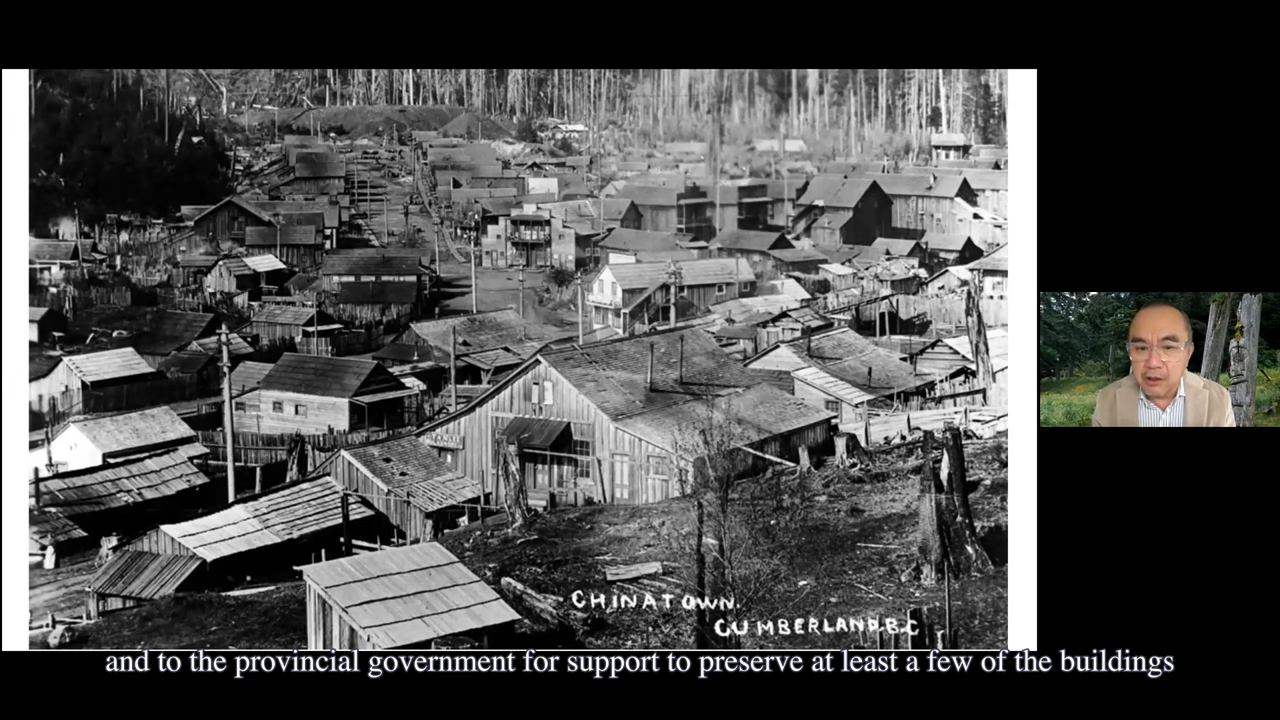 CHINATOWN.
CUMBERLAND.B.C
and to the provincial government for support to preserve at least a few of the buildings